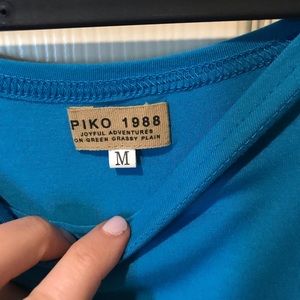 PIKO 1988
JOYFUL ADVENTURES
ON GREEN GRASSY PLAIN
M